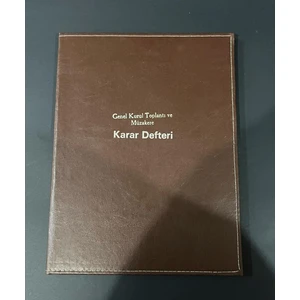 Genel Kurul Toplantı ve
Müzakere
Karar Defteri